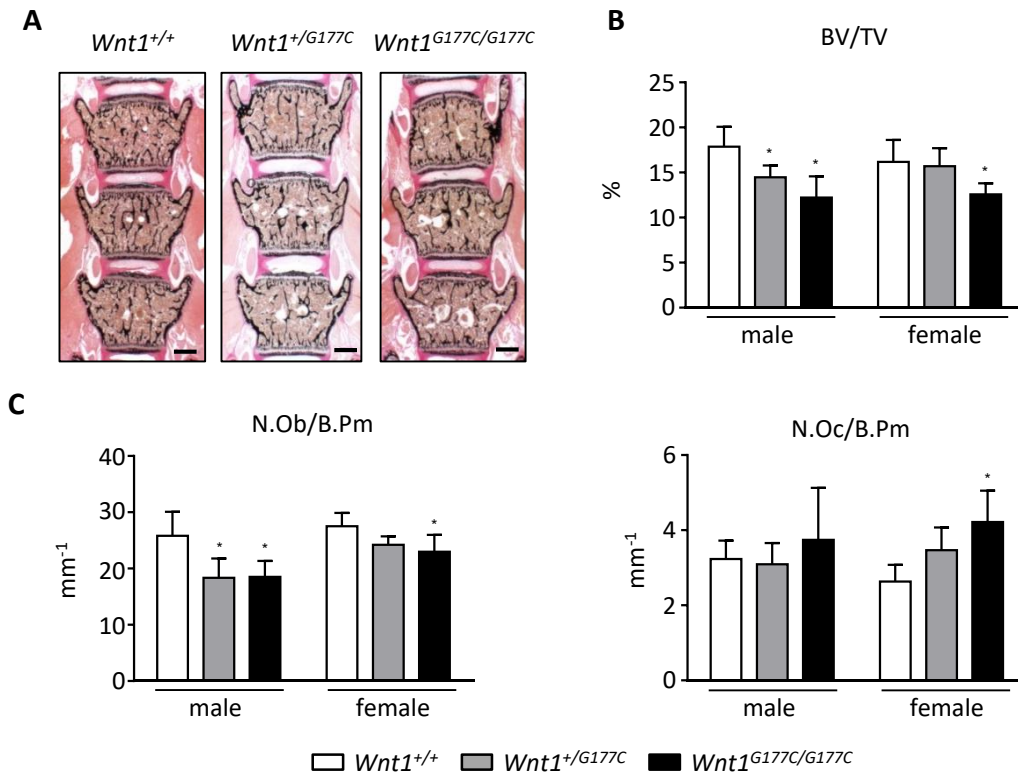 A
Wnt1+/+ Wnt1+/G177C Wnt1G177C/G177C
B
BV/TV
25
20
15
10
5
0
%
* * *
male female
C
N.Ob/B.Pm
40
30
20
10
0
mm-1
* * *
male female
N.Oc/B.Pm
6
4
2
0
mm-1
*
male female
Wnt1+/+ Wnt1+/G177C Wnt1G177C/G177C